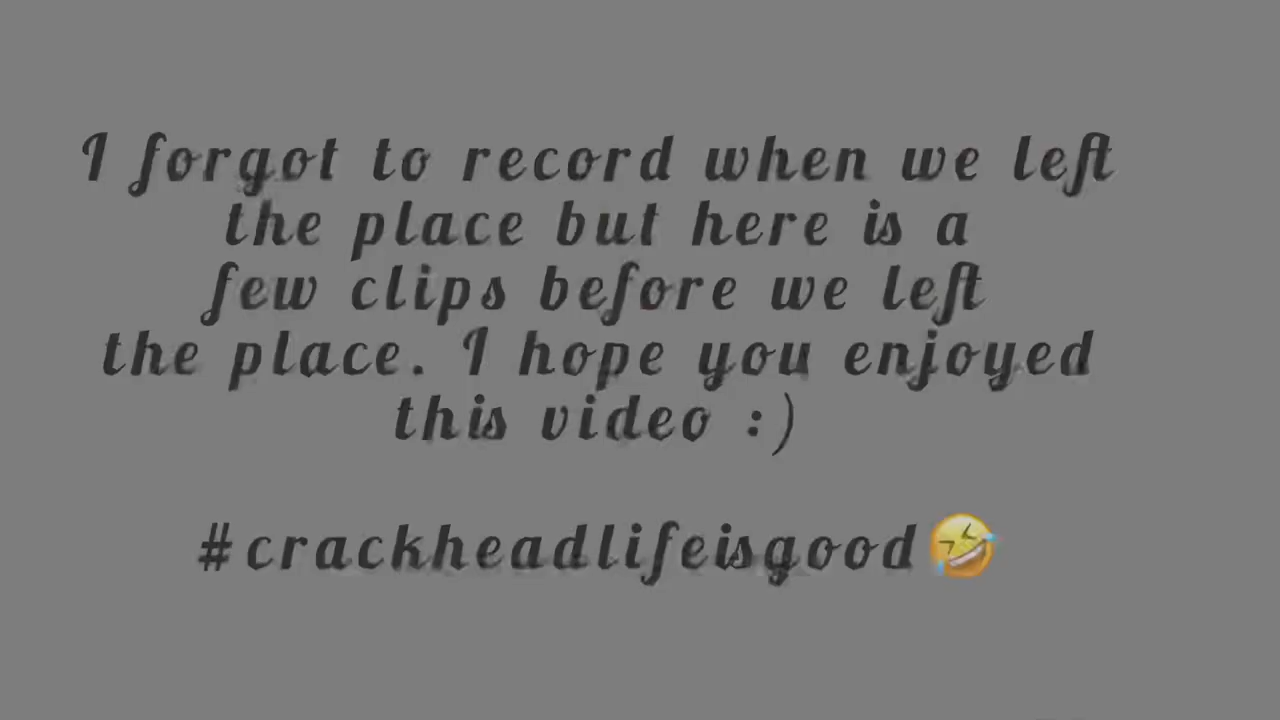 I forgot to record when we left
the place but here is a
few clips before we left
the place. I hope you enjoyed
this video :)
#crackheadlifeisgood🤣